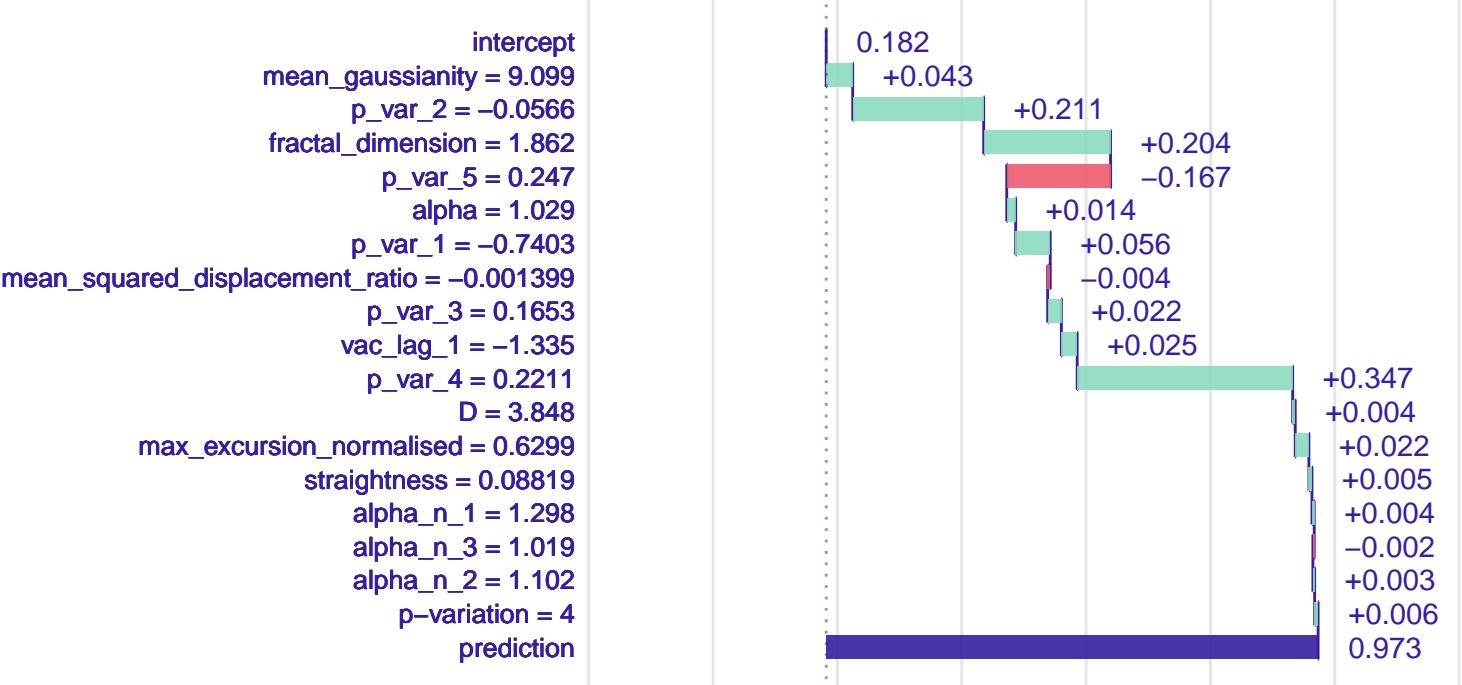 intercept 0.182
mean_gaussianity = 9.099 +0.043
p_var_2 = −0.0566 +0.211
fractal_dimension = 1.862 +0.204
p_var_5 = 0.247 −0.167
alpha = 1.029 +0.014
p_var_1 = −0.7403 +0.056
mean_squared_displacement_ratio = −0.001399 −0.004
p_var_3 = 0.1653 +0.022
vac_lag_1 = −1.335 +0.025
p_var_4 = 0.2211 +0.347
D = 3.848 +0.004
max_excursion_normalised = 0.6299 +0.022
straightness = 0.08819 +0.005
alpha_n_1 = 1.298 +0.004
alpha_n_3 = 1.019 −0.002
alpha_n_2 = 1.102 +0.003
p−variation = 4 +0.006
prediction 0.973